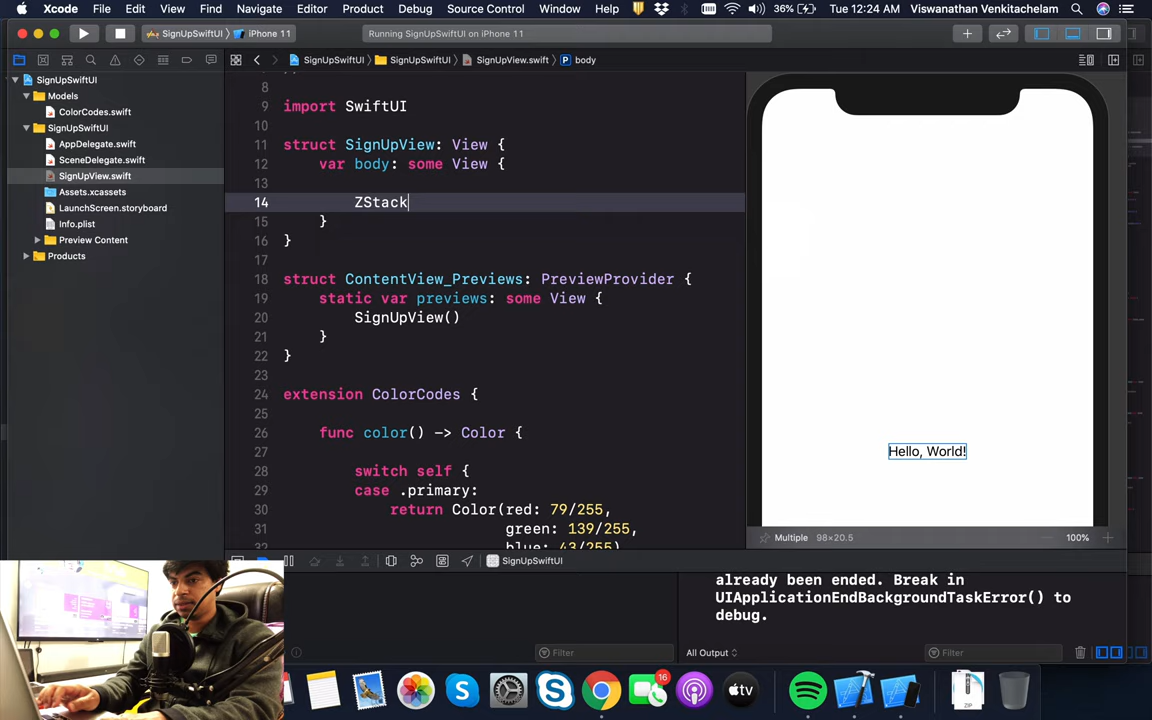 Xcode File Edit View Find Navigate Editor Product Debug Source Control Window Help 36% Tue 12:24 AM Viswanathan Venkitachelam
SignUpSwiftUI iPhone 11 Running SignUpSwiftUI on iPhone 11
SignUpSwiftUI SignUpSwiftUI SignUpView.swift P body
SignUpSwiftUI
Models
ColorCodes.swift
SignUpSwiftUI
AppDelegate.swift
SceneDelegate.swift
SignUpView.swift
Assets.xcassets
LaunchScreen.storyboard
Info.plist
Preview Content
Products
8
9 import SwiftUI
10
11 struct SignUpView: View {
12 var body: some View {
13
14 ZStack
15 }
16 }
17
18 struct ContentView_Previews: PreviewProvider {
19 static var previews: some View {
20 SignUpView()
21 }
22 }
23
24 extension ColorCodes {
25
26 func color() -> Color {
27
28 switch self {
29 case .primary:
30 return Color(red: 79/255,
31 green: 139/255,
32 blue: 43/255)
Hello, World!
Multiple 98×20.5 100%
SignUpSwiftUI
already been ended. Break in
UIApplicationEndBackgroundTaskError() to
debug.
Filter All Output Filter
16
tv
ZIP